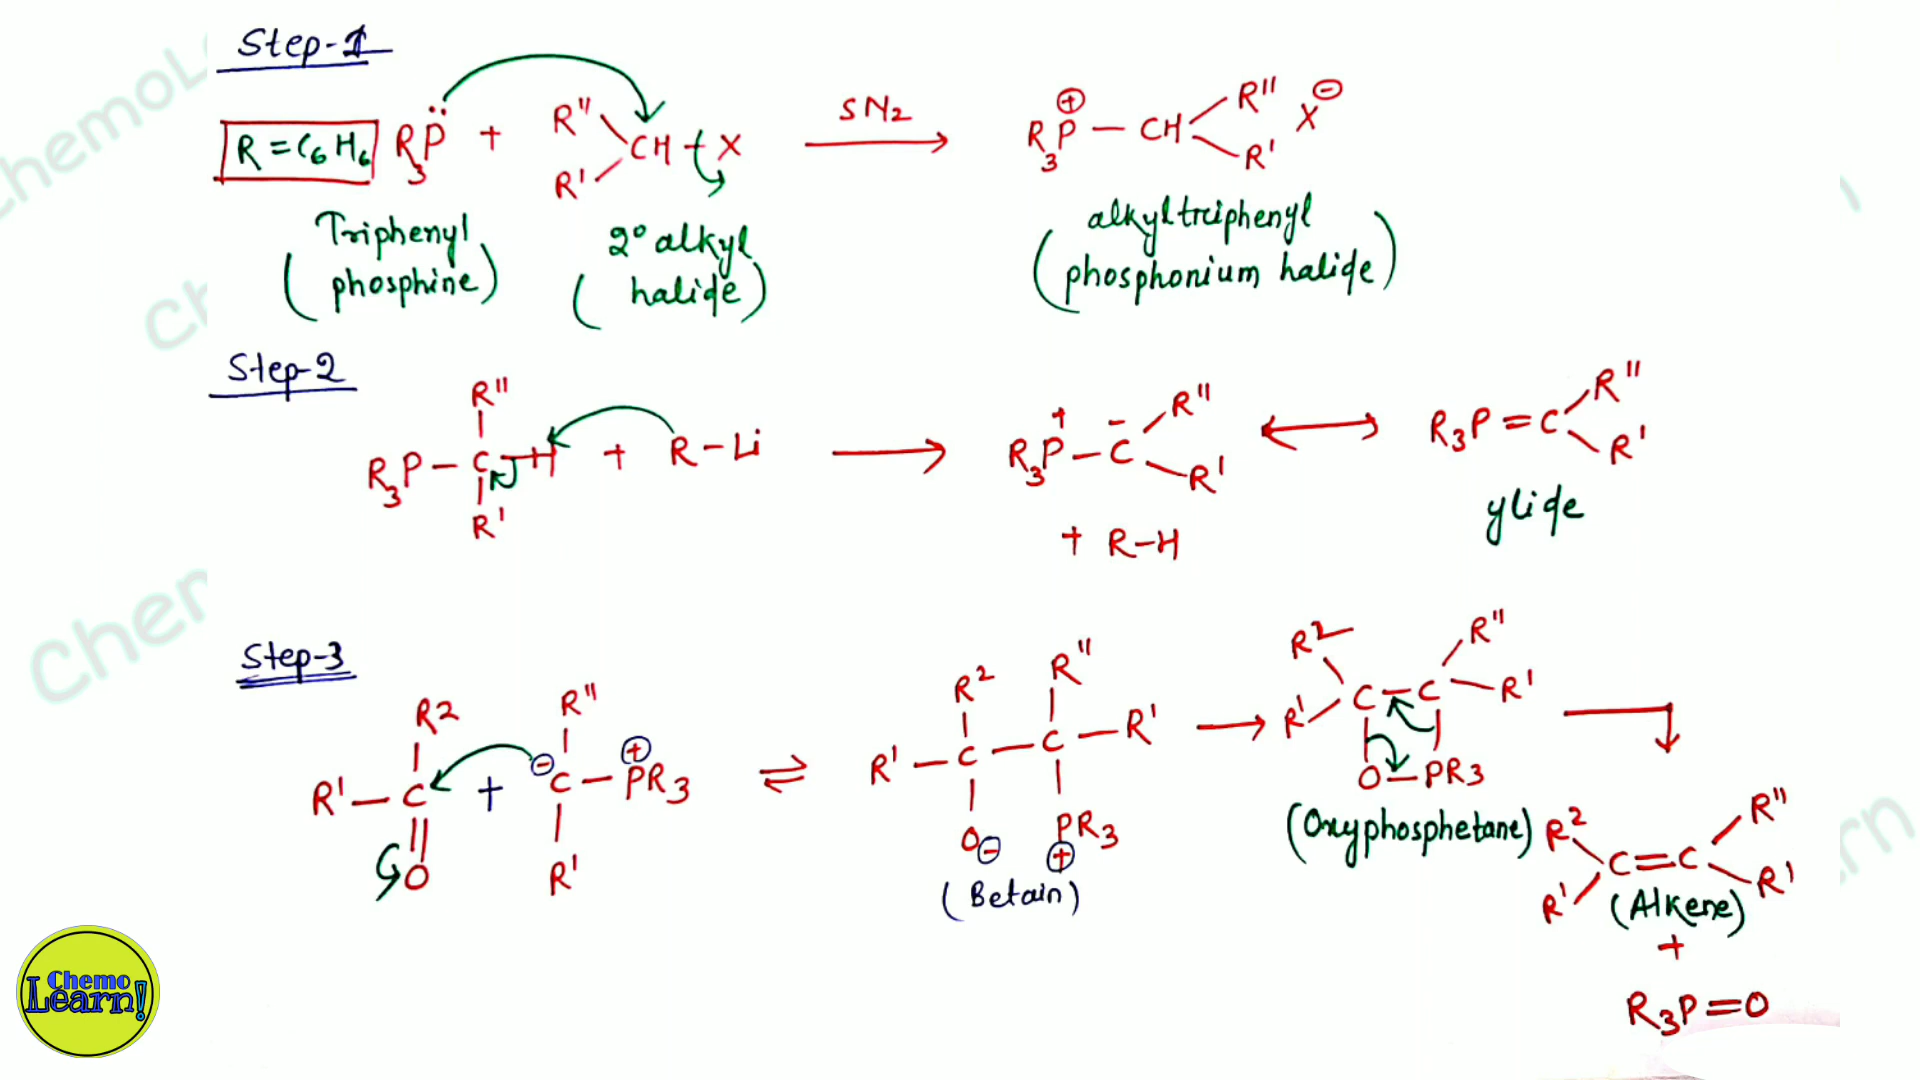 Step-1
R = C6H6 R3P̈ + R" R' CH - X SN2 R3P⊕ - CH R" R' X⊖
(Triphenyl phosphine) (2° alkyl halide) (alkyltriphenyl phosphonium halide)
Step-2
R"
R3P - C - H + R - Li R3P+ - C- R" R' ↔ R3P = C R" R'
R'
+ R-H
ylide
Step-3
R2 R"
R' - C + ⊖C - PR3⊕ ⇌ R' - C - C - R' → R' C - C R'
O R'
R2 R" R2 R"
O⊖ PR3⊕ O - PR3
(Betain) (Oxyphosphetane)
R2 R"
C = C
R' R'
(Alkene)
+
R3P=O
Chemo
Learn!